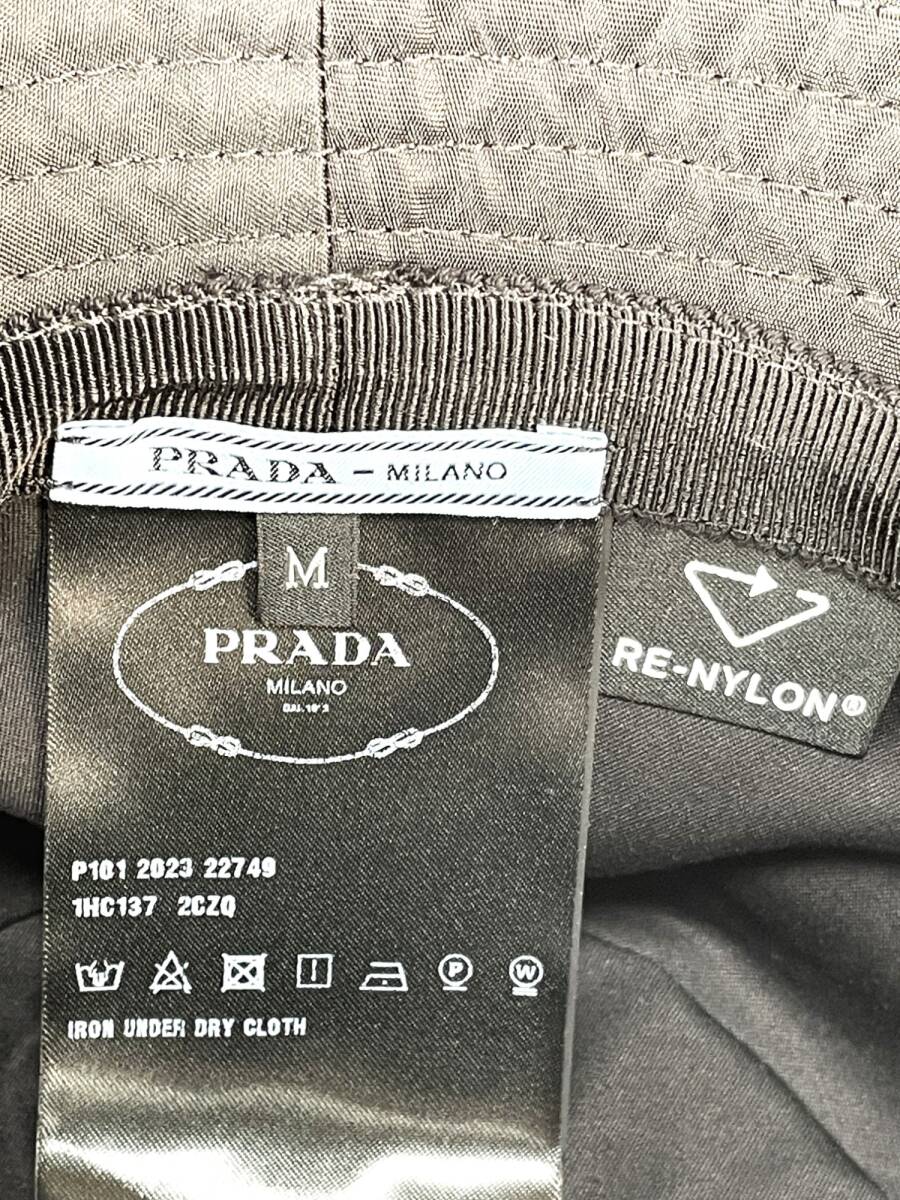 PRADA - MILANO
M
PRADA
MILANO
RE-NYLON®
P101 2023 22749
1HC137 2CZQ
P
W
IRON UNDER DRY CLOTH